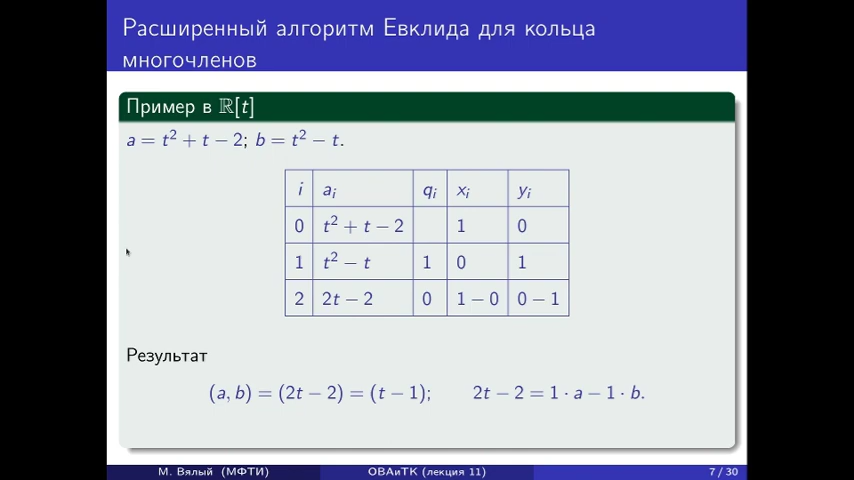 Расширенный алгоритм Евклида для кольца
многочленов
Пример в ℝ[t]
a = t² + t − 2; b = t² − t.
i aᵢ qᵢ xᵢ yᵢ
0 t² + t − 2 1 0
1 t² − t 1 0 1
2 2t − 2 0 1 − 0 0 − 1
Результат
(a, b) = (2t − 2) = (t − 1); 2t − 2 = 1 · a − 1 · b.
М. Вялый (МФТИ) ОВАиТК (лекция 11) 7 / 30